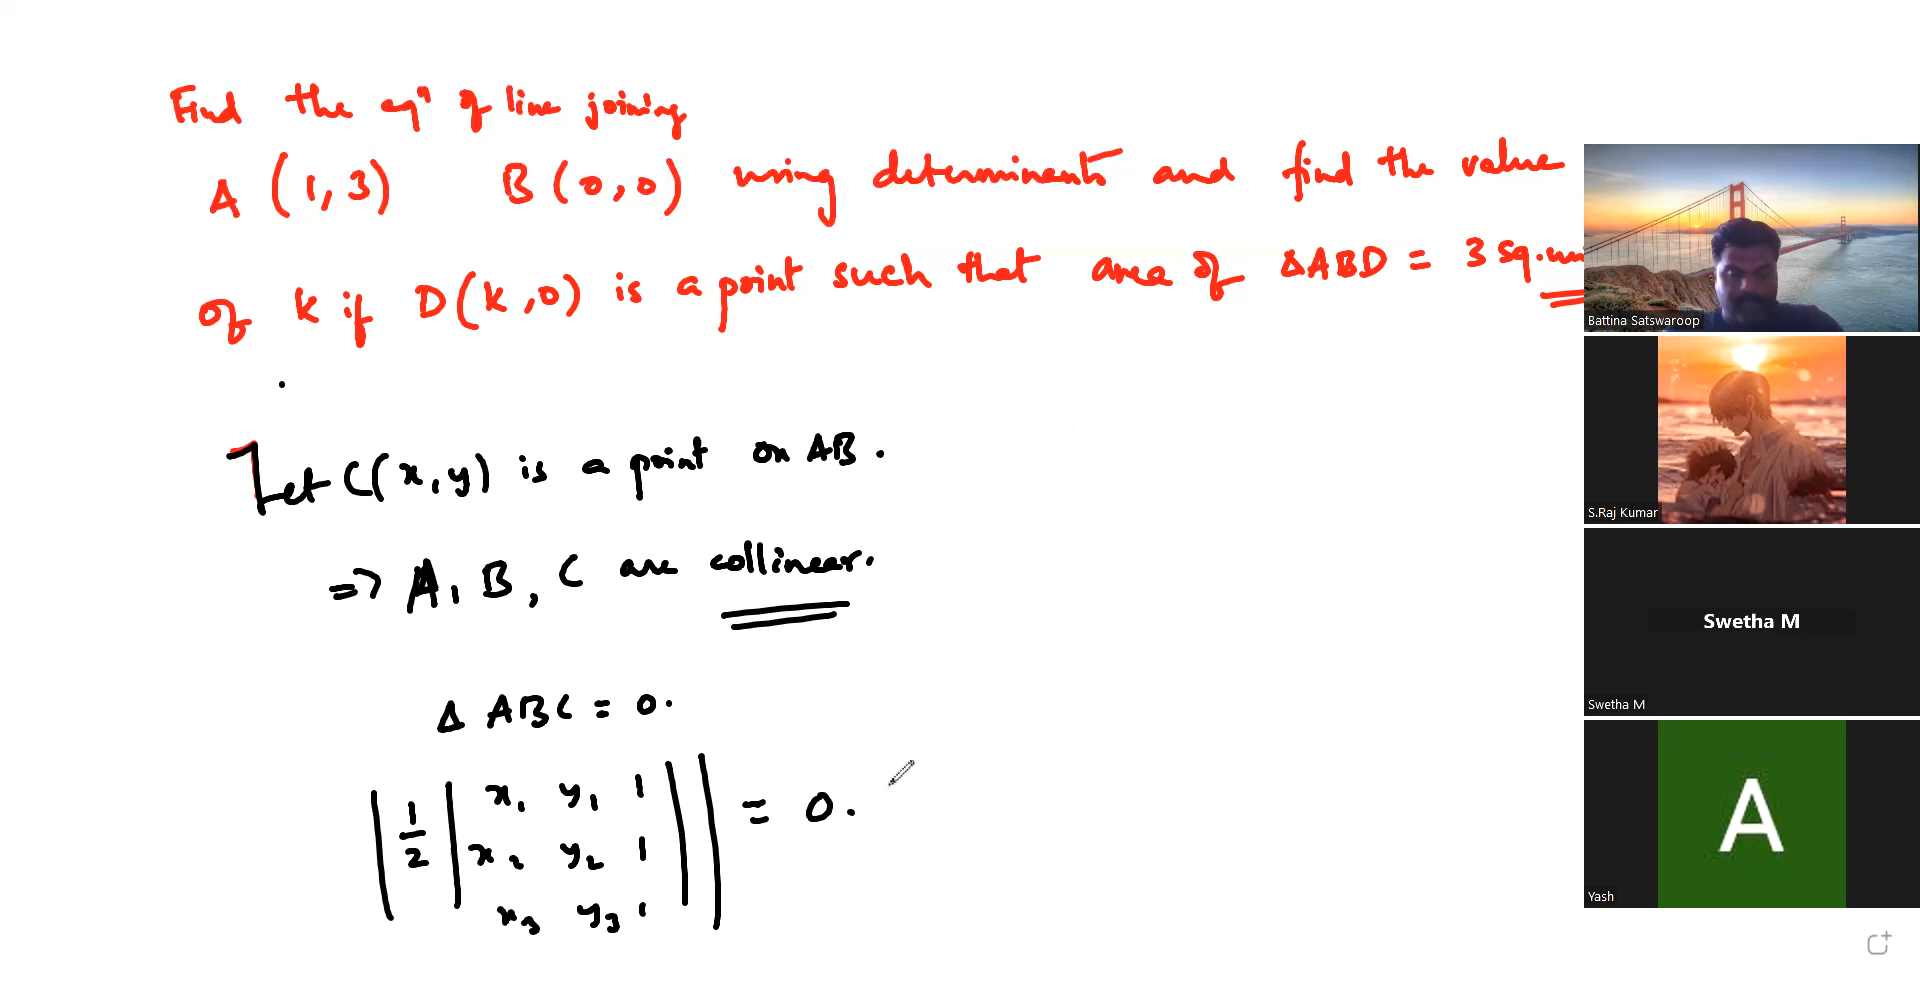 Find the eqⁿ of line joining
A (1,3) B(0,0) using determinants and find the value
of k if D(k,0) is a point such that area of ΔABD = 3 sq.
Let C(x,y) is a point on AB.
=> A, B, C are collinear.
Δ ABC = 0.
| 1/2 | x₁ y₁ 1 | | = 0.
x₂ y₂ 1
x₃ y₃ 1
Battina Satswaroop
S.Raj Kumar
Swetha M
Swetha M
A
Yash